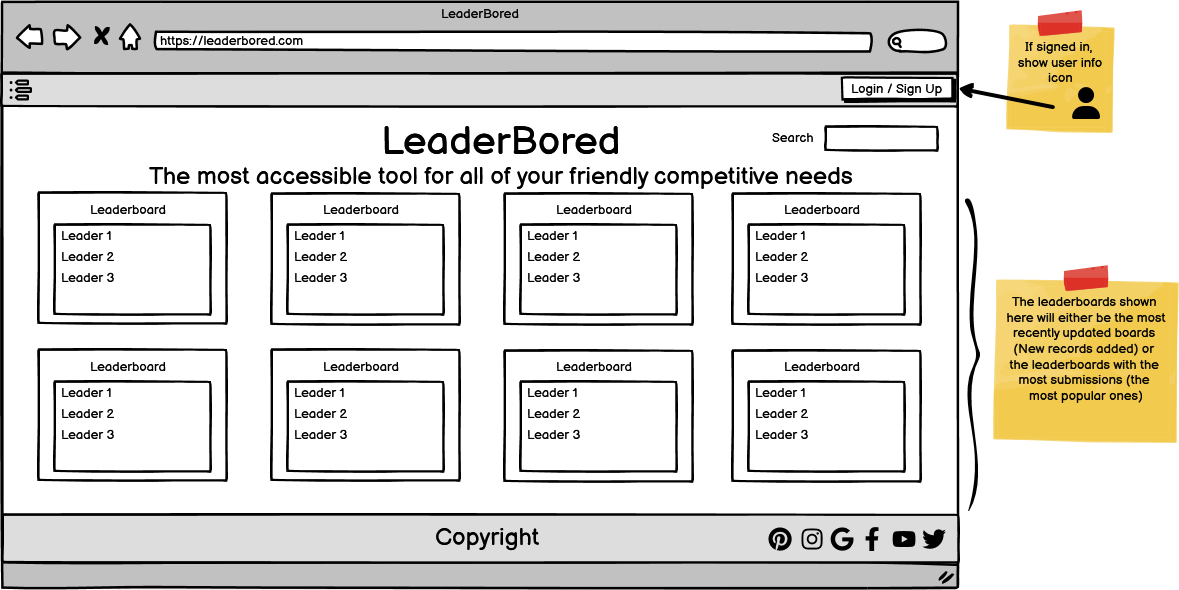 LeaderBored
https://leaderbored.com
Login / Sign Up
If signed in,
show user info
icon
LeaderBored
Search
The most accessible tool for all of your friendly competitive needs
Leaderboard
Leader 1
Leader 2
Leader 3
Leaderboard
Leader 1
Leader 2
Leader 3
Leaderboard
Leader 1
Leader 2
Leader 3
Leaderboard
Leader 1
Leader 2
Leader 3
Leaderboard
Leader 1
Leader 2
Leader 3
Leaderboard
Leader 1
Leader 2
Leader 3
Leaderboard
Leader 1
Leader 2
Leader 3
Leaderboard
Leader 1
Leader 2
Leader 3
The leaderboards shown
here will either be the most
recently updated boards
(New records added) or
the leaderboards with the
most submissions (the
most popular ones)
Copyright